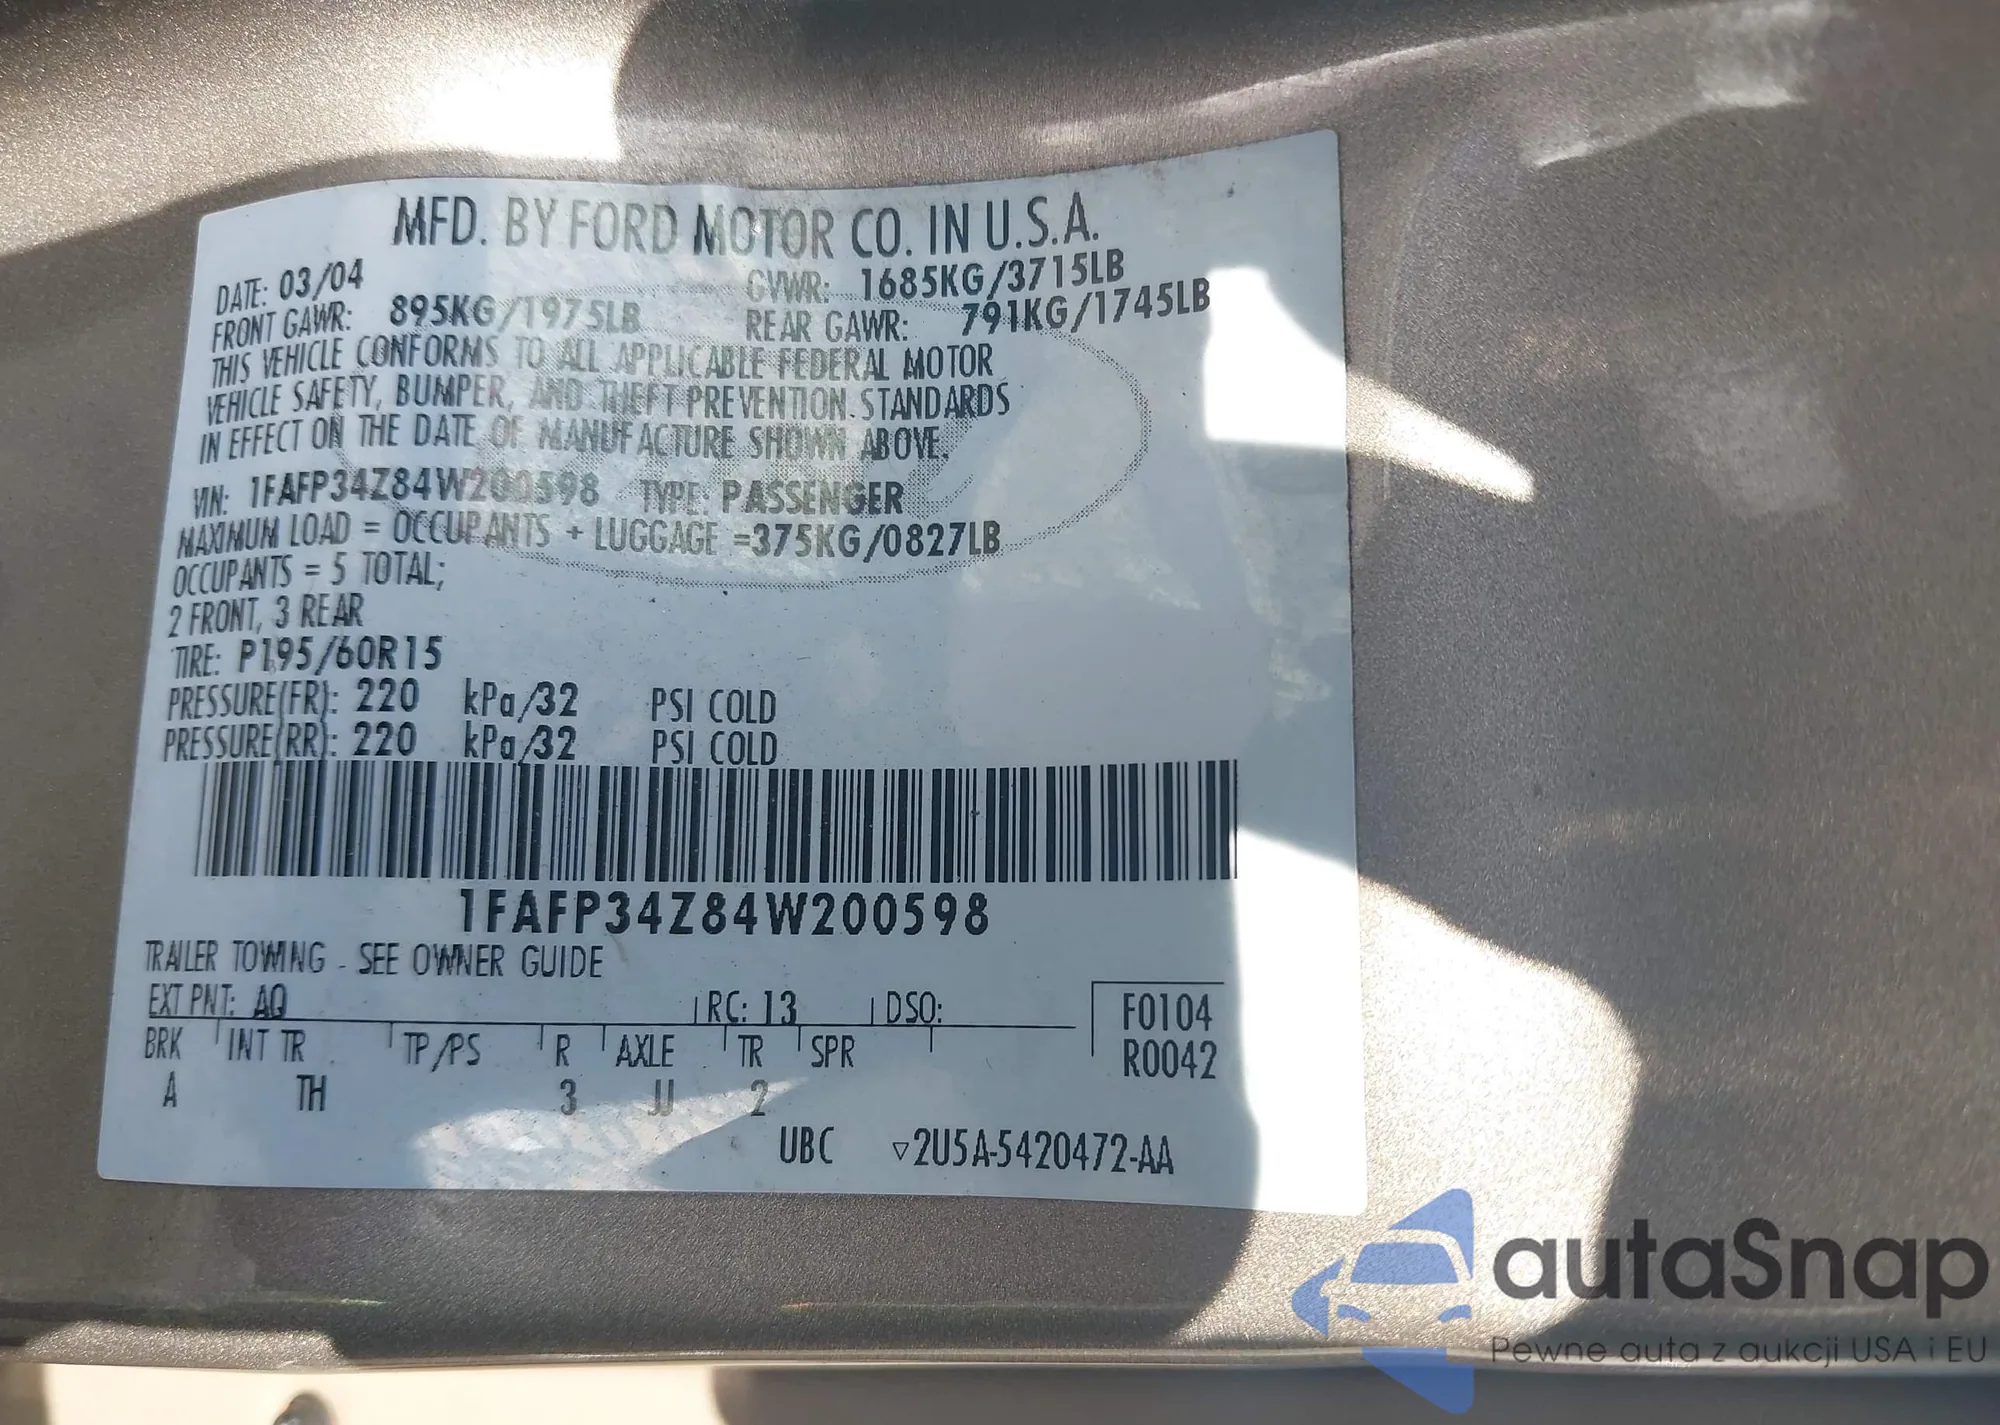 MFD. BY FORD MOTOR CO. IN U.S.A.
DATE: 03/04 GVWR: 1685KG/3715LB
FRONT GAWR: 895KG/1975LB REAR GAWR: 791KG/1745LB
THIS VEHICLE CONFORMS TO ALL APPLICABLE FEDERAL MOTOR
VEHICLE SAFETY, BUMPER, AND THEFT PREVENTION STANDARDS
IN EFFECT ON THE DATE OF MANUFACTURE SHOWN ABOVE.
VIN: 1FAFP34Z84W200598 TYPE: PASSENGER
MAXIMUM LOAD = OCCUPANTS + LUGGAGE =375KG/0827LB
OCCUPANTS = 5 TOTAL;
2 FRONT, 3 REAR
TIRE: P195/60R15
PRESSURE(FR): 220 kPa/32 PSI COLD
PRESSURE(RR): 220 kPa/32 PSI COLD
1FAFP34Z84W200598
TRAILER TOWING - SEE OWNER GUIDE
EXT PNT: AQ RC: 13 DSO: F0104
BRK INT TR TP/PS R AXLE TR SPR R0042
A TH 3 JJ 2
UBC ▽2U5A-5420472-AA
autaSnap
Pewne auta z aukcji USA i EU